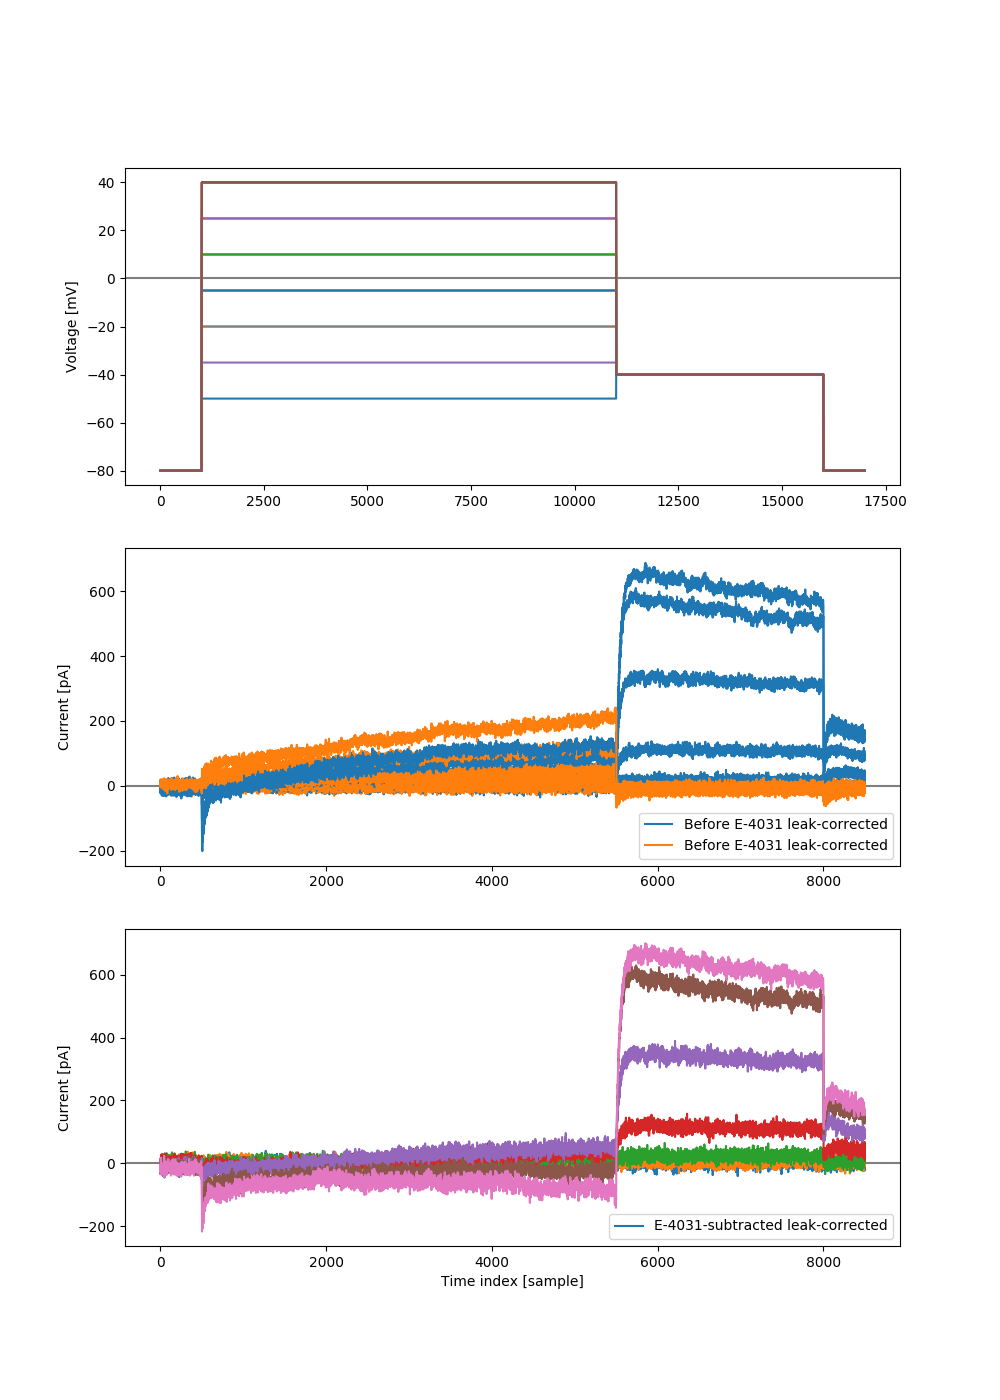 40
20
0
−20
−40
−60
−80
Voltage [mV]
0 2500 5000 7500 10000 12500 15000 17500
600
400
200
0
−200
Current [pA]
Before E-4031 leak-corrected
Before E-4031 leak-corrected
0 2000 4000 6000 8000
600
400
200
0
−200
Current [pA]
E-4031-subtracted leak-corrected
0 2000 4000 6000 8000
Time index [sample]